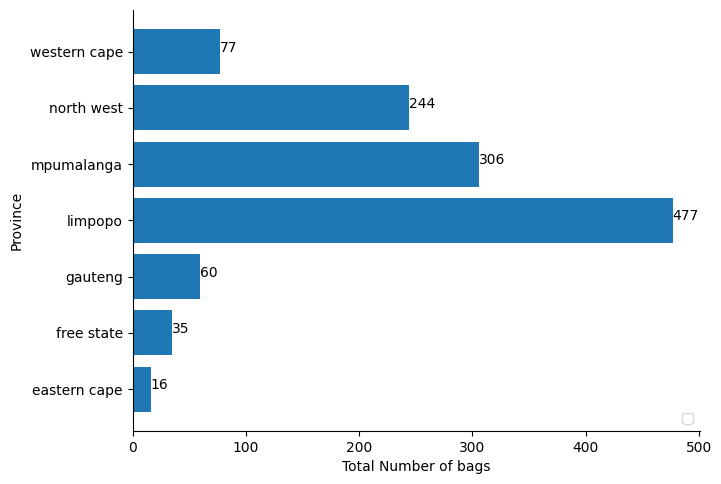 western cape 77
north west 244
mpumalanga 306
limpopo 477
gauteng 60
free state 35
eastern cape 16
Province
0 100 200 300 400 500
Total Number of bags